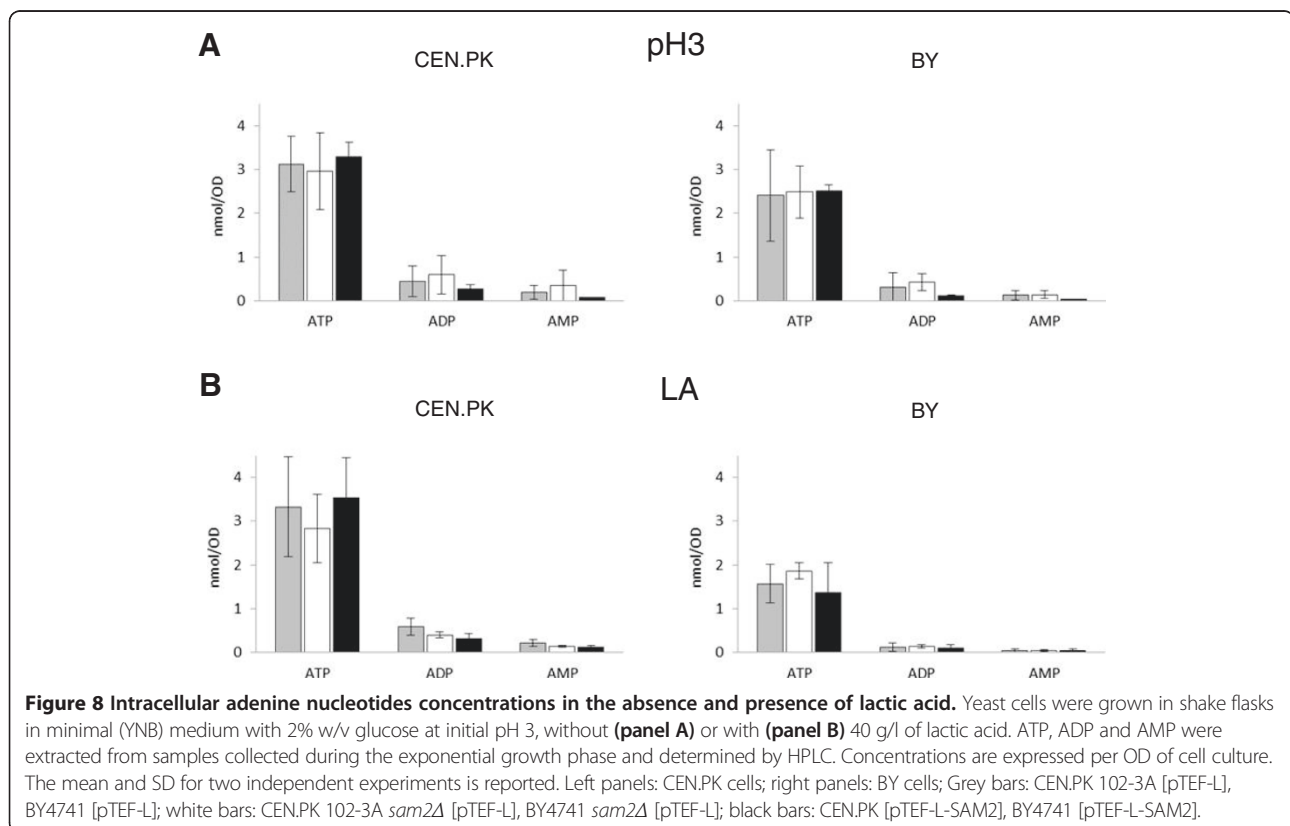 A
pH3
CEN.PK
BY
4
3
2
1
0
nmol/OD
ATP
ADP
AMP
4
3
2
1
0
nmol/OD
ATP
ADP
AMP
B
LA
CEN.PK
BY
4
3
2
1
0
nmol/OD
ATP
ADP
AMP
4
3
2
1
0
nmol/OD
ATP
ADP
AMP
Figure 8 Intracellular adenine nucleotides concentrations in the absence and presence of lactic acid. Yeast cells were grown in shake flasks
in minimal (YNB) medium with 2% w/v glucose at initial pH 3, without (panel A) or with (panel B) 40 g/l of lactic acid. ATP, ADP and AMP were
extracted from samples collected during the exponential growth phase and determined by HPLC. Concentrations are expressed per OD of cell culture.
The mean and SD for two independent experiments is reported. Left panels: CEN.PK cells; right panels: BY cells; Grey bars: CEN.PK 102-3A [pTEF-L],
BY4741 [pTEF-L]; white bars: CEN.PK 102-3A sam2Δ [pTEF-L], BY4741 sam2Δ [pTEF-L]; black bars: CEN.PK [pTEF-L-SAM2], BY4741 [pTEF-L-SAM2].